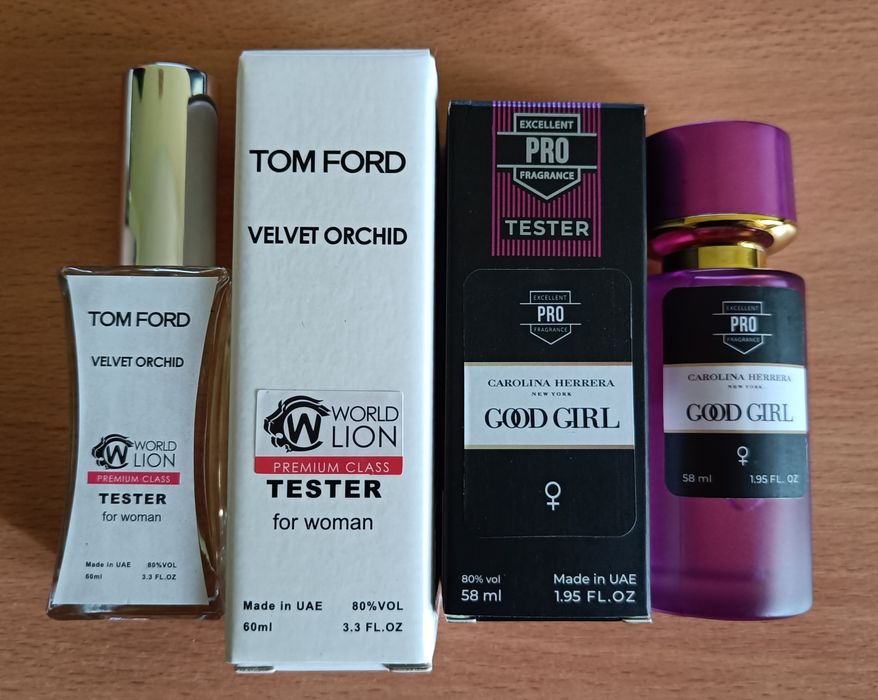 TOM FORD
VELVET ORCHID
W WORLD
LION
PREMIUM CLASS
TESTER
for woman
Made in UAE 80%VOL
60ml 3.3 FL.OZ
TOM FORD
VELVET ORCHID
W WORLD
LION
PREMIUM CLASS
TESTER
for woman
Made in UAE 80%VOL
60ml 3.3 FL.OZ
EXCELLENT
PRO
FRAGRANCE
TESTER
EXCELLENT
PRO
FRAGRANCE
CAROLINA HERRERA
NEW YORK
GOOD GIRL
80% vol Made in UAE
58 ml 1.95 FL.OZ
EXCELLENT
PRO
FRAGRANCE
CAROLINA HERRERA
NEW YORK
GOOD GIRL
58 ml 1.95 FL. OZ